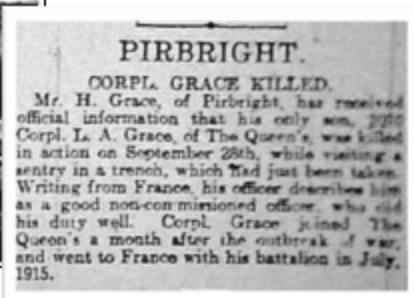 PIRBRIGHT.
CORPL. GRACE KILLED.
Mr. H. Grace, of Pirbright, has received
official information that his only son,
Corpl. L. A. Grace, of The Queen's, was killed
in action on September 28th, while visiting a
sentry in a trench, which had just been taken.
Writing from France, his officer describes him
as a good non-commissioned officer, who did
his duty well. Corpl. Grace joined The
Queen's a month after the outbreak of war,
and went to France with his battalion in July,
1915.